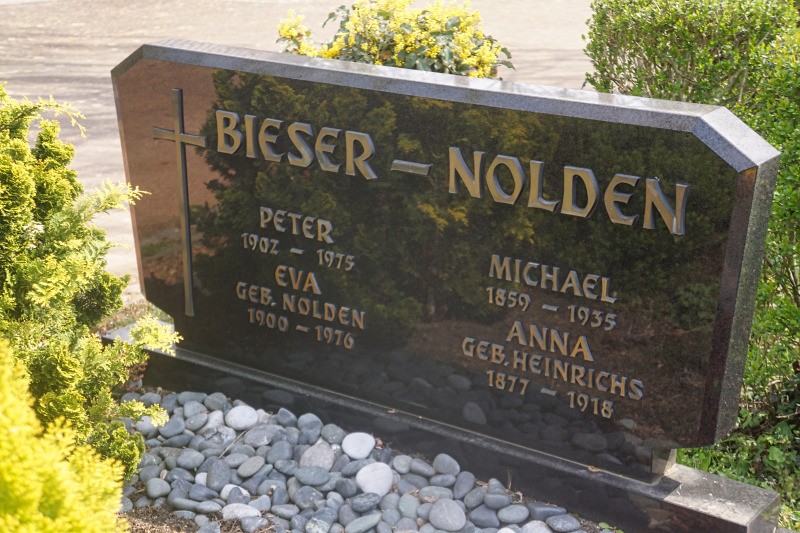 BIESER – NOLDEN
PETER
1902 – 1975
EVA
GEB. NOLDEN
1900 – 1976
MICHAEL
1859 – 1935
ANNA
GEB. HEINRICHS
1877 – 1918